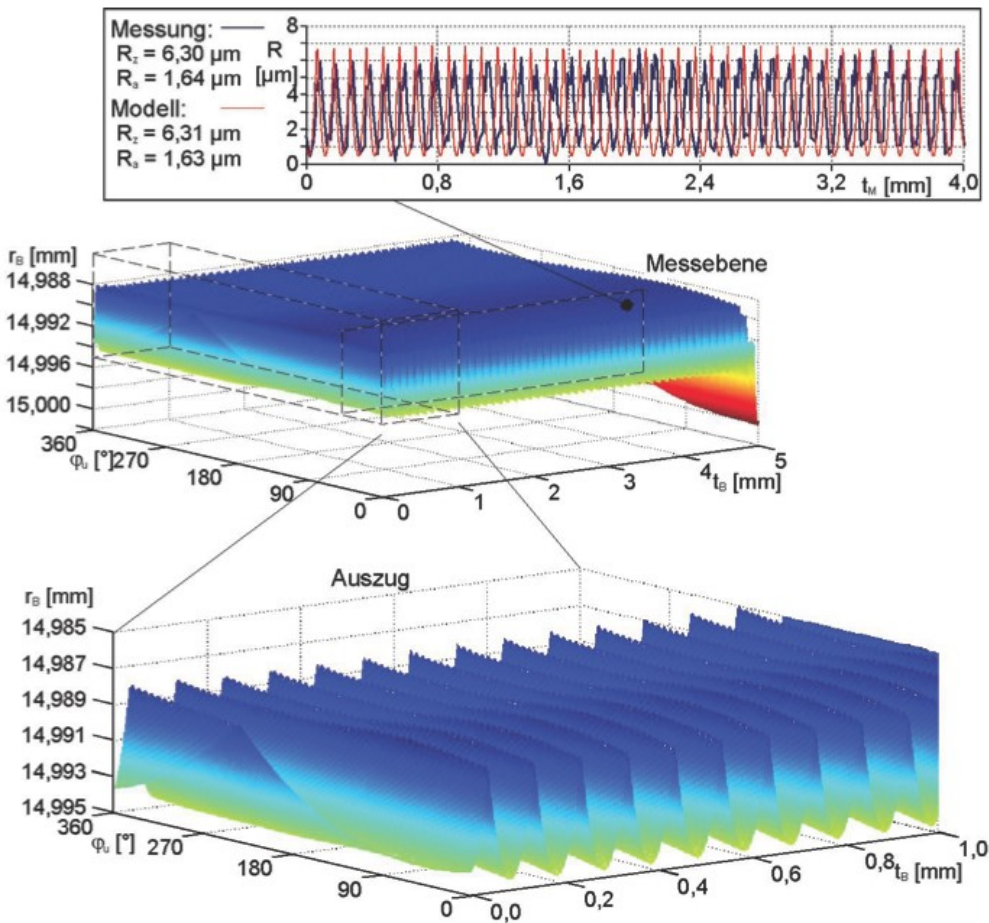 Messung:
R_z = 6,30 µm
R_a = 1,64 µm
Modell:
R_z = 6,31 µm
R_a = 1,63 µm
R
[µm]
8
4
2
0
0
0,8
1,6
2,4
3,2
t_M [mm]
4,0
r_B [mm]
14,988
14,992
14,996
15,000
360
φ_u [°]
270
180
90
0
0
1
2
3
4
t_B [mm]
5
Messebene
Auszug
r_B [mm]
14,985
14,987
14,989
14,991
14,993
14,995
360
φ_u [°]
270
180
90
0
0,0
0,2
0,4
0,6
0,8
t_B [mm]
1,0